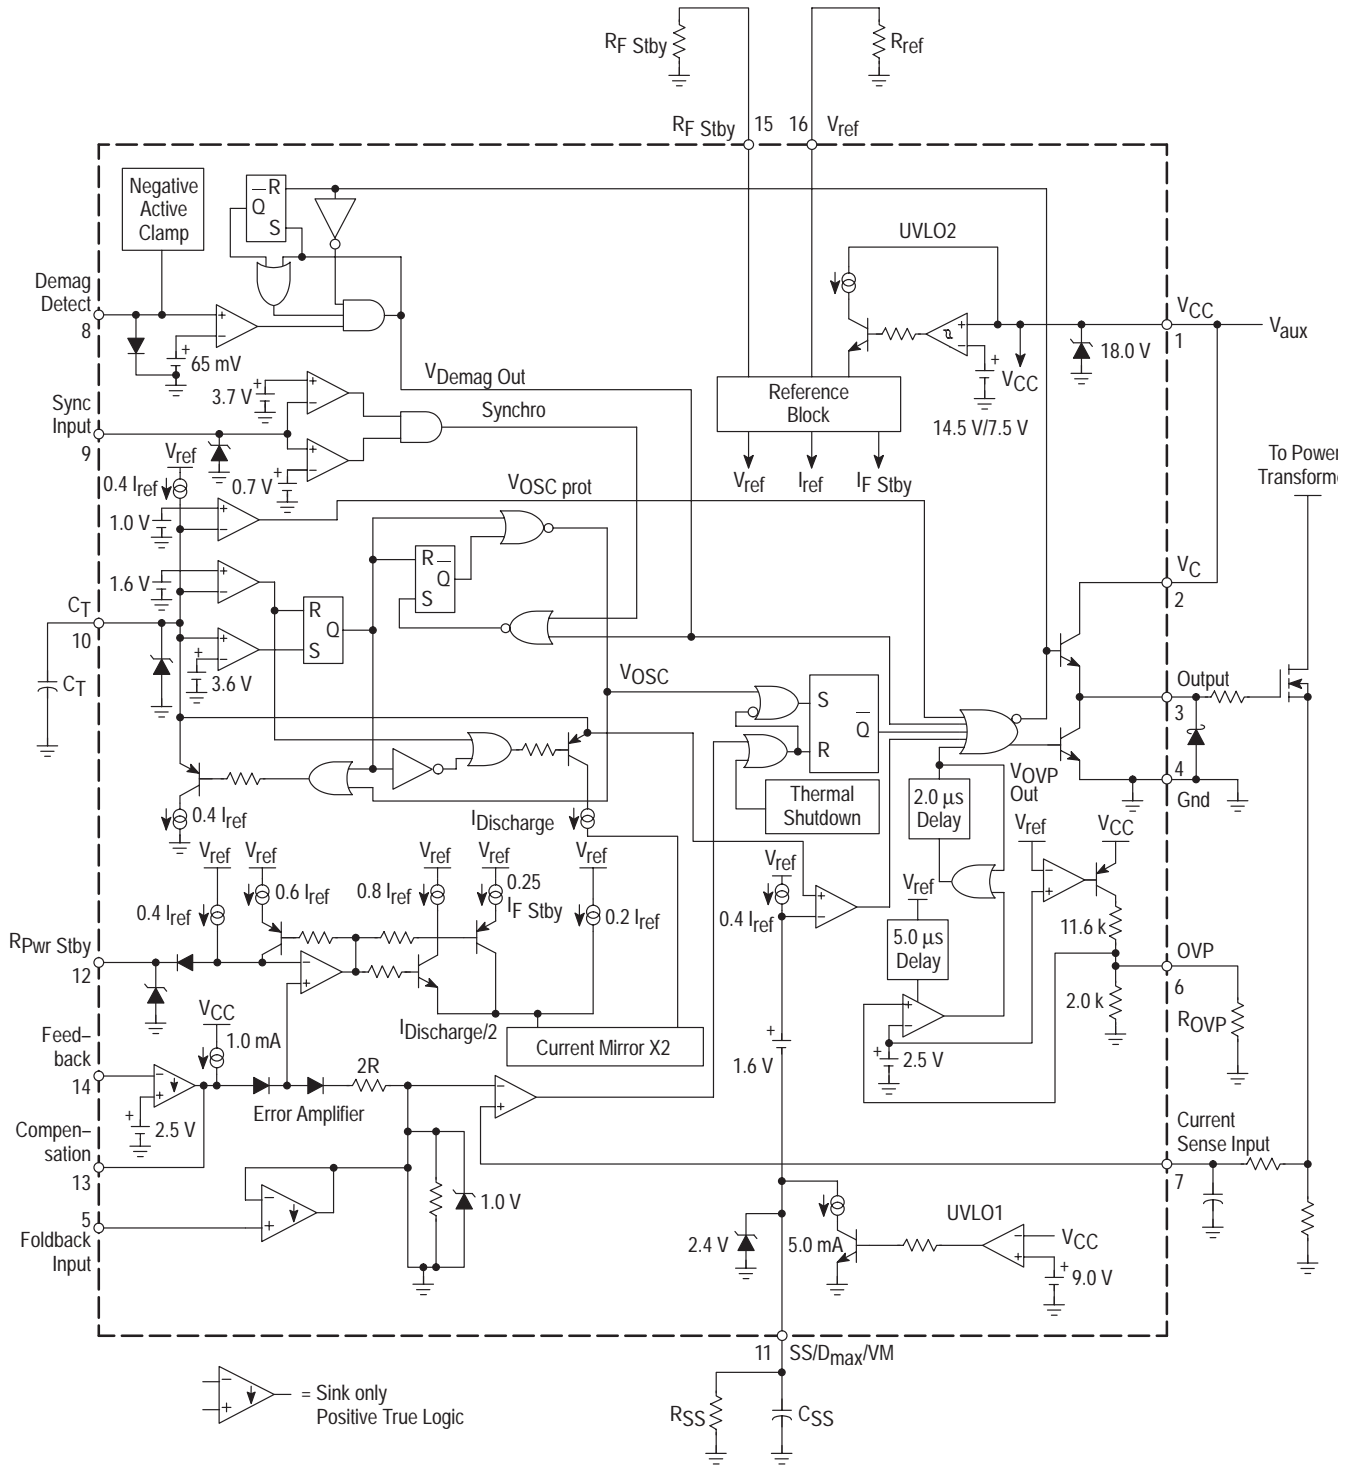 RF Stby
Rref
RF Stby 15 16 Vref
Negative
Active
Clamp
R
Q
S
UVLO2
Demag
Detect
8
65 mV
VCC
1
Vaux
18.0 V
VCC
14.5 V/7.5 V
VDemag Out
Reference
Block
3.7 V
Synchro
Sync
Input
9
0.7 V
Vref
0.4 Iref
Vref
Iref
IF Stby
To Power
Transform
VOSC prot
1.0 V
R
Q
S
1.6 V
VC
2
CT
10
R
Q
S
3.6 V
CT
VOSC
Output
3
S
Q
R
4
Gnd
Thermal
Shutdown
2.0 µs
Delay
VOVP
Out
0.4 Iref
IDischarge
Vref
VCC
Vref
Vref
Vref
Vref
Vref
Vref
0.4 Iref
0.6 Iref
0.8 Iref
0.25
IF Stby
0.2 Iref
0.4 Iref
Vref
11.6 k
5.0 µs
Delay
RPwr Stby
12
OVP
6
2.0 k
ROVP
VCC
1.0 mA
IDischarge/2
Current Mirror X2
1.6 V
2.5 V
Feed–
back
14
2R
Error Amplifier
2.5 V
Compen–
sation
13
Current
Sense Input
7
5
Foldback
Input
1.0 V
2.4 V
5.0 mA
UVLO1
VCC
9.0 V
11 SS/Dmax/VM
RSS
CSS
= Sink only
Positive True Logic